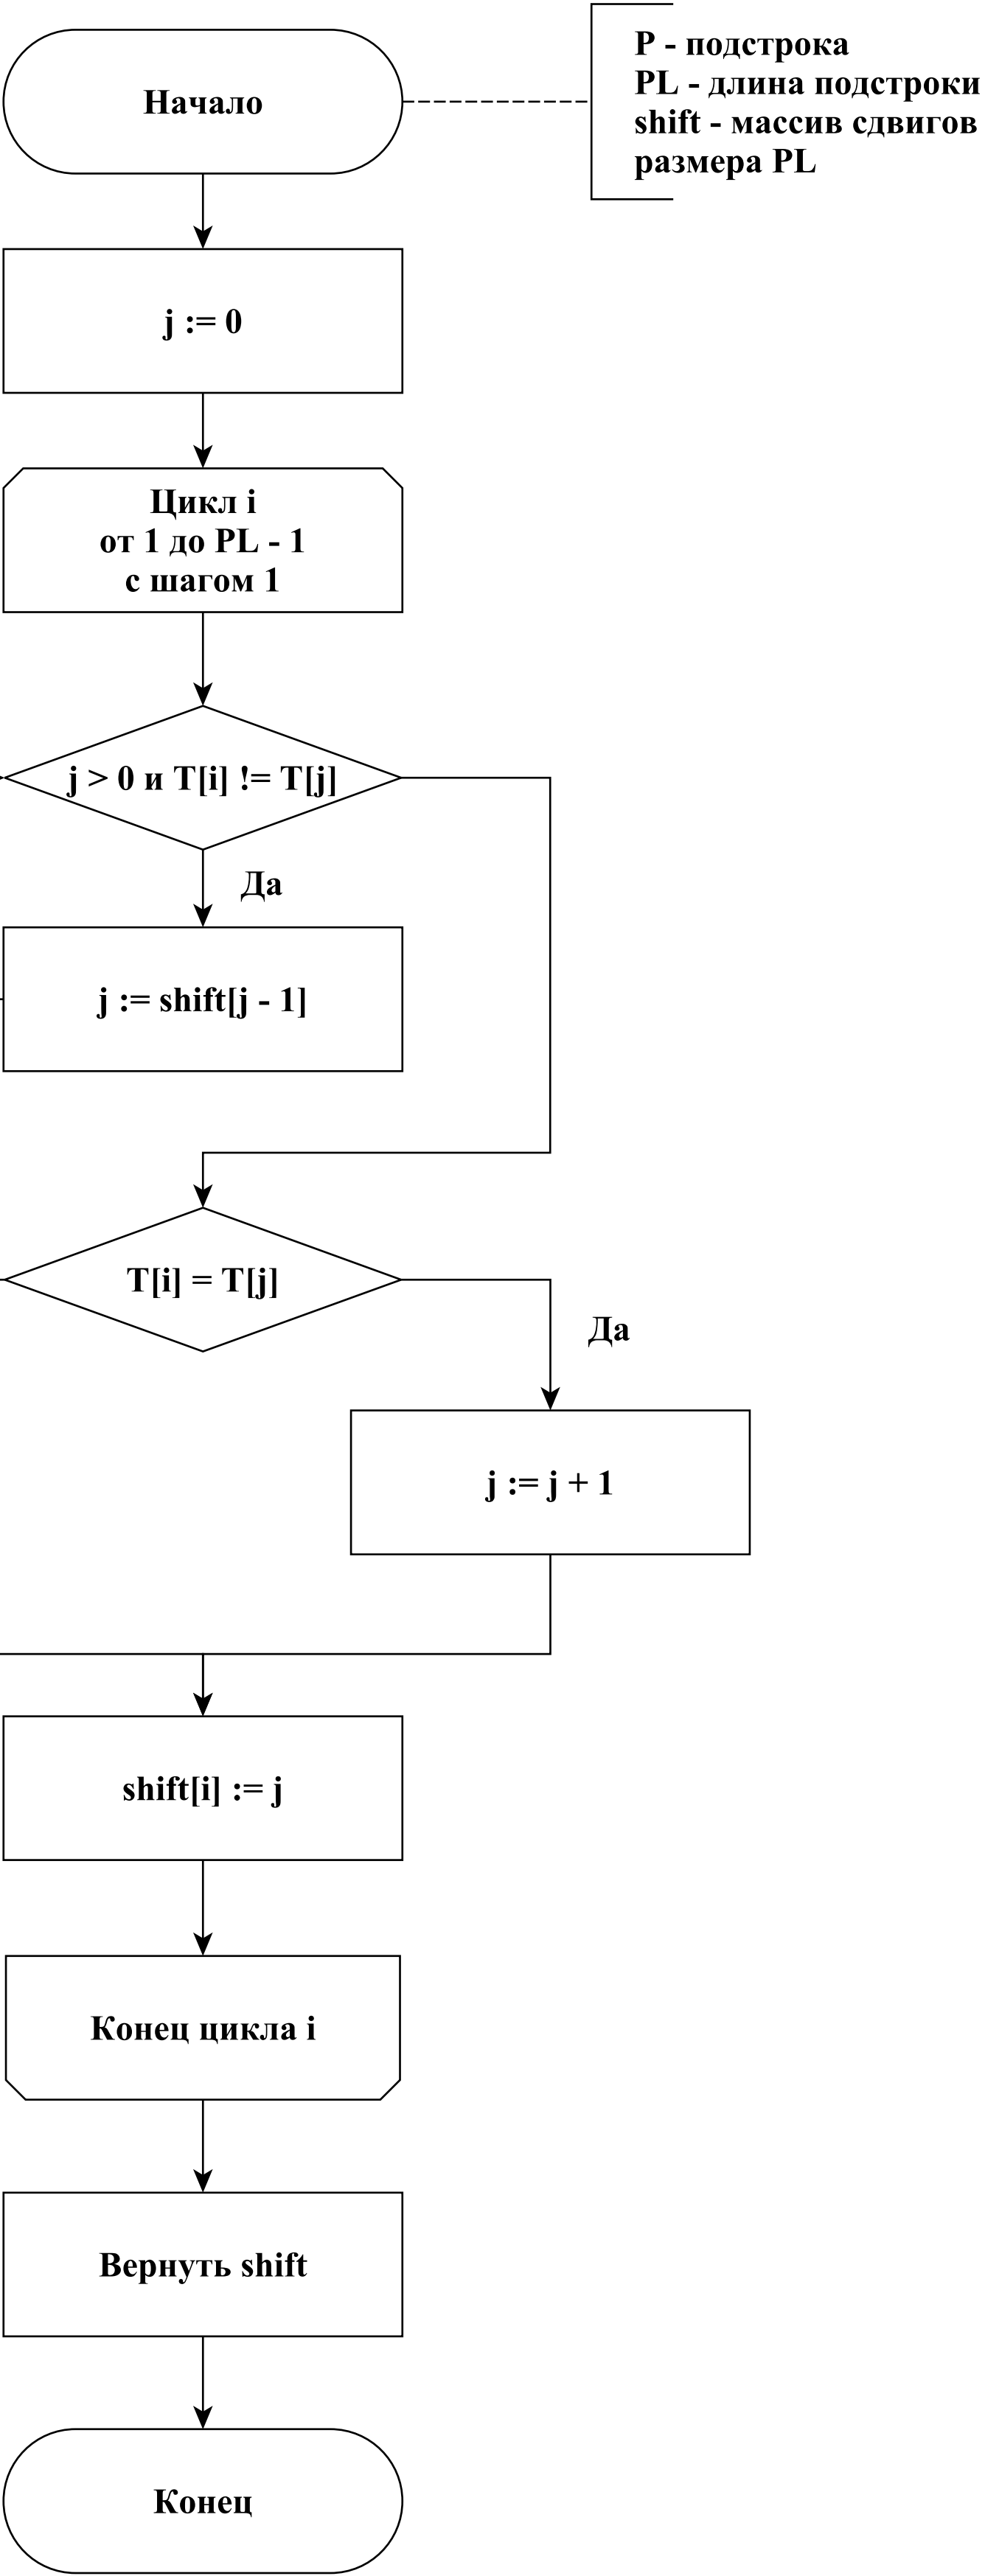 Начало
P - подстрока
PL - длина подстроки
shift - массив сдвигов
размера PL
j := 0
Цикл i
от 1 до PL - 1
с шагом 1
j > 0 и T[i] != T[j]
Да
j := shift[j - 1]
T[i] = T[j]
Да
j := j + 1
shift[i] := j
Конец цикла i
Вернуть shift
Конец